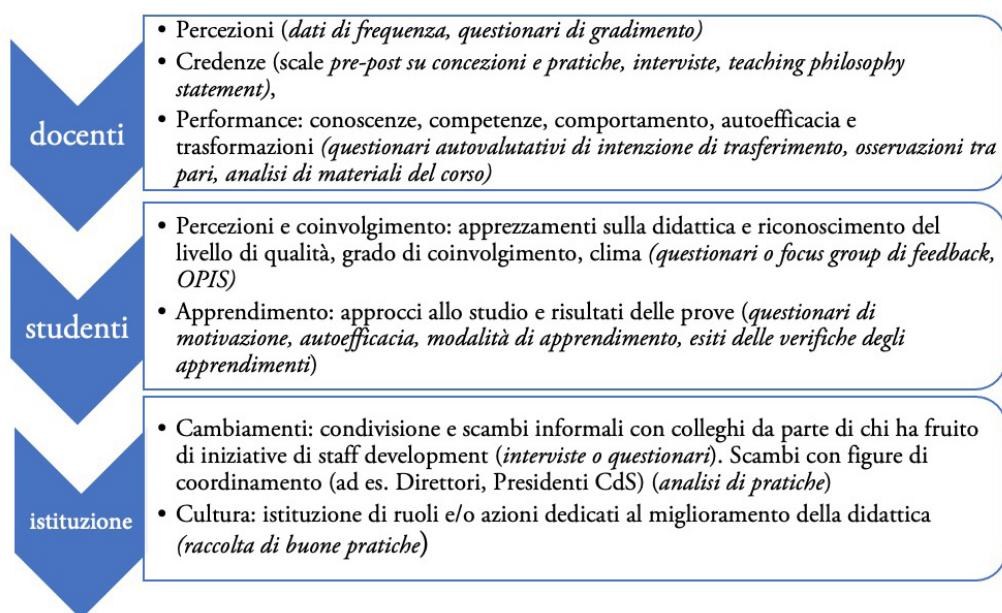 docenti
• Percezioni (dati di frequenza, questionari di gradimento)
• Credenze (scale pre-post su concezioni e pratiche, interviste, teaching philosophy
statement),
• Performance: conoscenze, competenze, comportamento, autoefficacia e
trasformazioni (questionari autovalutativi di intenzione di trasferimento, osservazioni tra
pari, analisi di materiali del corso)
studenti
• Percezioni e coinvolgimento: apprezzamenti sulla didattica e riconoscimento del
livello di qualità, grado di coinvolgimento, clima (questionari o focus group di feedback,
OPIS)
• Apprendimento: approcci allo studio e risultati delle prove (questionari di
motivazione, autoefficacia, modalità di apprendimento, esiti delle verifiche degli
apprendimenti)
istituzione
• Cambiamenti: condivisione e scambi informali con colleghi da parte di chi ha fruito
di iniziative di staff development (interviste o questionari). Scambi con figure di
coordinamento (ad es. Direttori, Presidenti CdS) (analisi di pratiche)
• Cultura: istituzione di ruoli e/o azioni dedicati al miglioramento della didattica
(raccolta di buone pratiche)